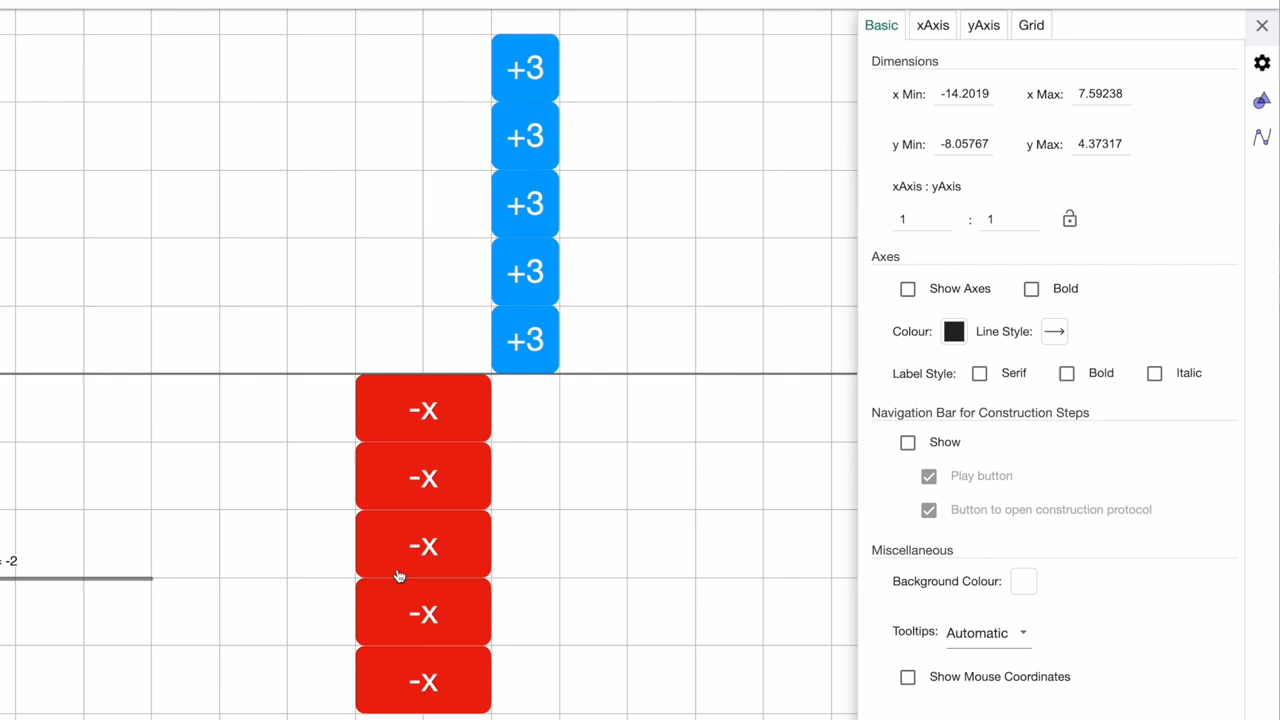 +3
+3
+3
+3
+3
-x
-x
-x
-x
-x
= -2
Basic xAxis yAxis Grid
Dimensions
x Min: -14.2019 x Max: 7.59238
y Min: -8.05767 y Max: 4.37317
xAxis : yAxis
1 : 1
Axes
Show Axes Bold
Colour: Line Style:
Label Style: Serif Bold Italic
Navigation Bar for Construction Steps
Show
Play button
Button to open construction protocol
Miscellaneous
Background Colour:
Tooltips: Automatic
Show Mouse Coordinates